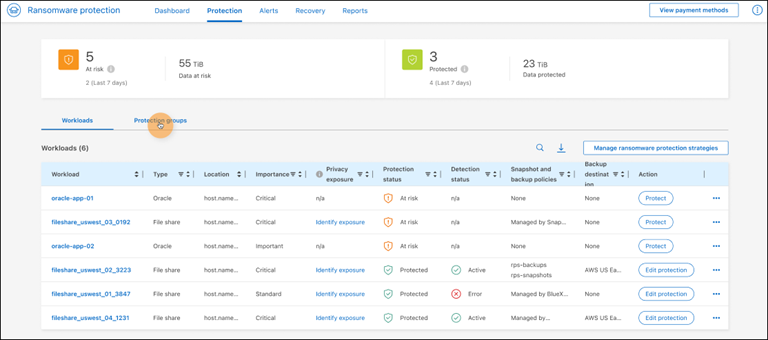 Ransomware protection Dashboard Protection Alerts Recovery Reports View payment methods
5
At risk
2 (Last 7 days)
55 TiB
Data at risk
3
Protected
4 (Last 7 days)
23 TiB
Data protected
Workloads Protection groups
Workloads (6) Manage ransomware protection strategies
Workload Type Location Importance Privacy exposure Protection status Detection status Snapshot and backup policies Backup destinat ion Action
oracle-app-01 Oracle host.name... Critical n/a At risk n/a None None Protect
fileshare_uswest_03_0192 File share host.name... Critical Identify exposure At risk n/a Managed by Snap... None Protect
oracle-app-02 Oracle host.name... Important n/a At risk n/a None None Protect
fileshare_uswest_02_3223 File share host.name... Critical Identify exposure Protected Active rps-backups rps-snapshots AWS US Ea... Edit protection
fileshare_uswest_01_3847 File share host.name... Standard Identify exposure Protected Error Managed by BlueX... None Edit protection
fileshare_uswest_04_1231 File share host.name... Critical Identify exposure Protected Active Managed by... AWS US Ea... Edit protection